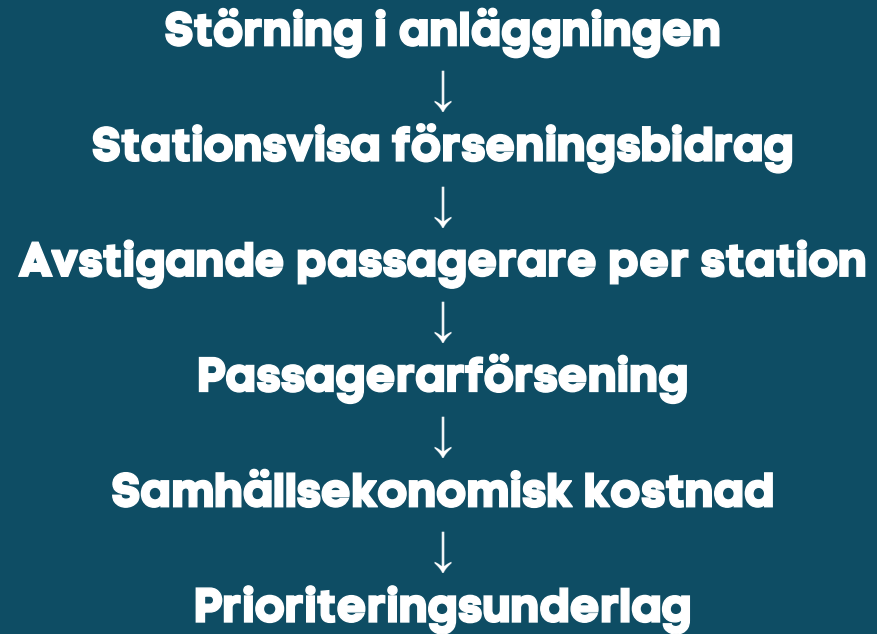 Störning i anläggningen
↓
Stationsvisa förseningsbidrag
↓
Avstigande passagerare per station
↓
Passagerarförsening
↓
Samhällsekonomisk kostnad
↓
Prioriteringsunderlag